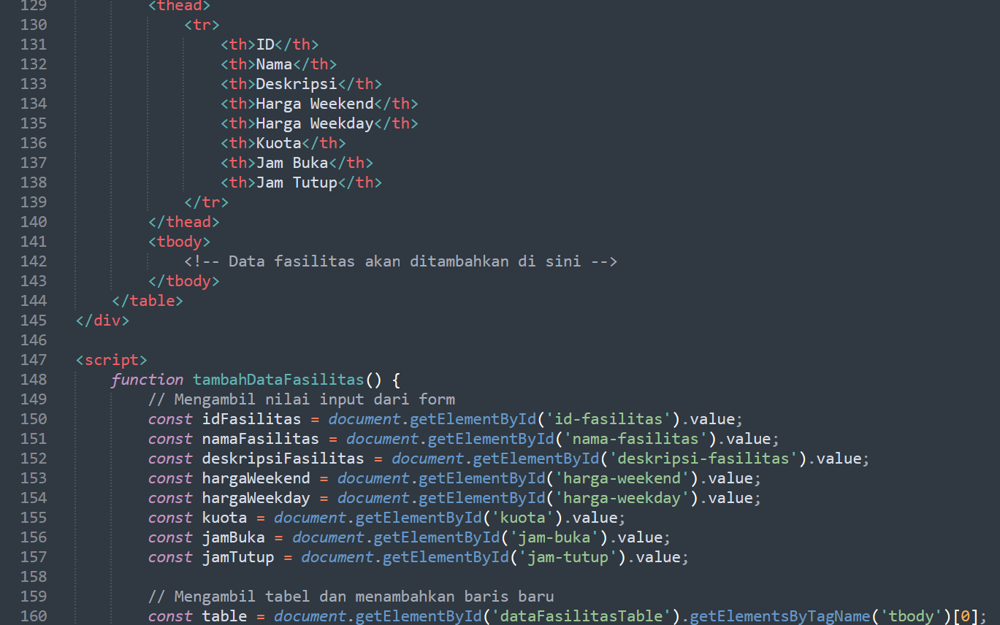 129 <thead>
130 <tr>
131 <th>ID</th>
132 <th>Nama</th>
133 <th>Deskripsi</th>
134 <th>Harga Weekend</th>
135 <th>Harga Weekday</th>
136 <th>Kuota</th>
137 <th>Jam Buka</th>
138 <th>Jam Tutup</th>
139 </tr>
140 </thead>
141 <tbody>
142 <!-- Data fasilitas akan ditambahkan di sini -->
143 </tbody>
144 </table>
145 </div>
146
147 <script>
148 function tambahDataFasilitas() {
149 // Mengambil nilai input dari form
150 const idFasilitas = document.getElementById('id-fasilitas').value;
151 const namaFasilitas = document.getElementById('nama-fasilitas').value;
152 const deskripsiFasilitas = document.getElementById('deskripsi-fasilitas').value;
153 const hargaWeekend = document.getElementById('harga-weekend').value;
154 const hargaWeekday = document.getElementById('harga-weekday').value;
155 const kuota = document.getElementById('kuota').value;
156 const jamBuka = document.getElementById('jam-buka').value;
157 const jamTutup = document.getElementById('jam-tutup').value;
158
159 // Mengambil tabel dan menambahkan baris baru
160 const table = document.getElementById('dataFasilitasTable').getElementsByTagName('tbody')[0];